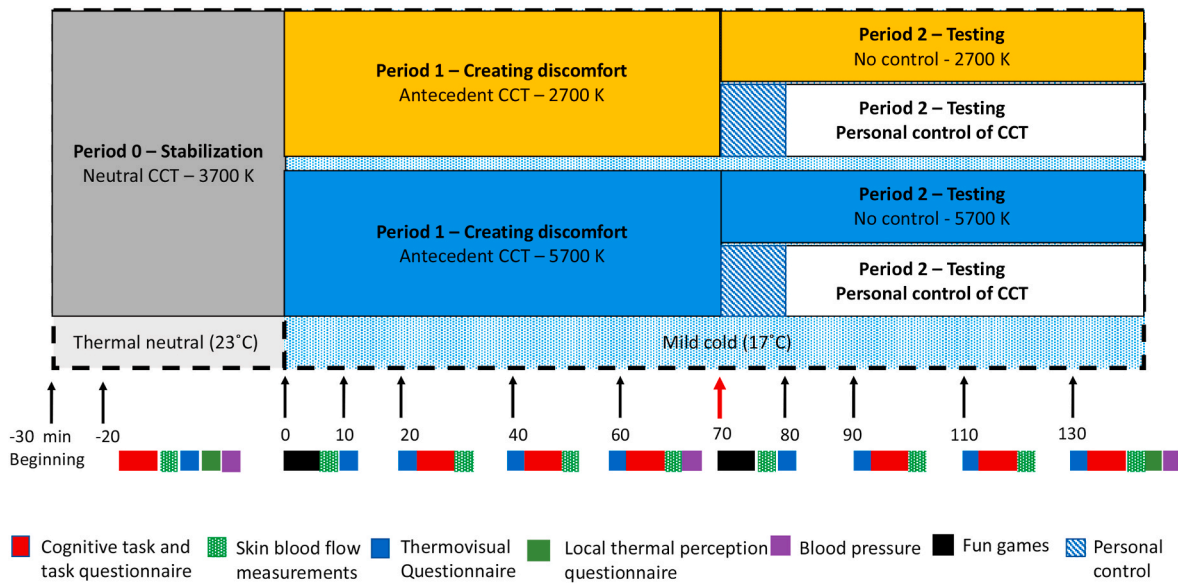 Period 0 – Stabilization
Neutral CCT – 3700 K
Period 1 – Creating discomfort
Antecedent CCT – 2700 K
Period 2 – Testing
No control - 2700 K
Period 2 – Testing
Personal control of CCT
Period 1 – Creating discomfort
Antecedent CCT – 5700 K
Period 2 – Testing
No control - 5700 K
Period 2 – Testing
Personal control of CCT
Thermal neutral (23˚C)
Mild cold (17˚C)
-30 min -20 0 10 20 40 60 70 80 90 110 130
Beginning
Cognitive task and
task questionnaire
Skin blood flow
measurements
Thermovisual
Questionnaire
Local thermal perception
questionnaire
Blood pressure
Fun games
Personal
control